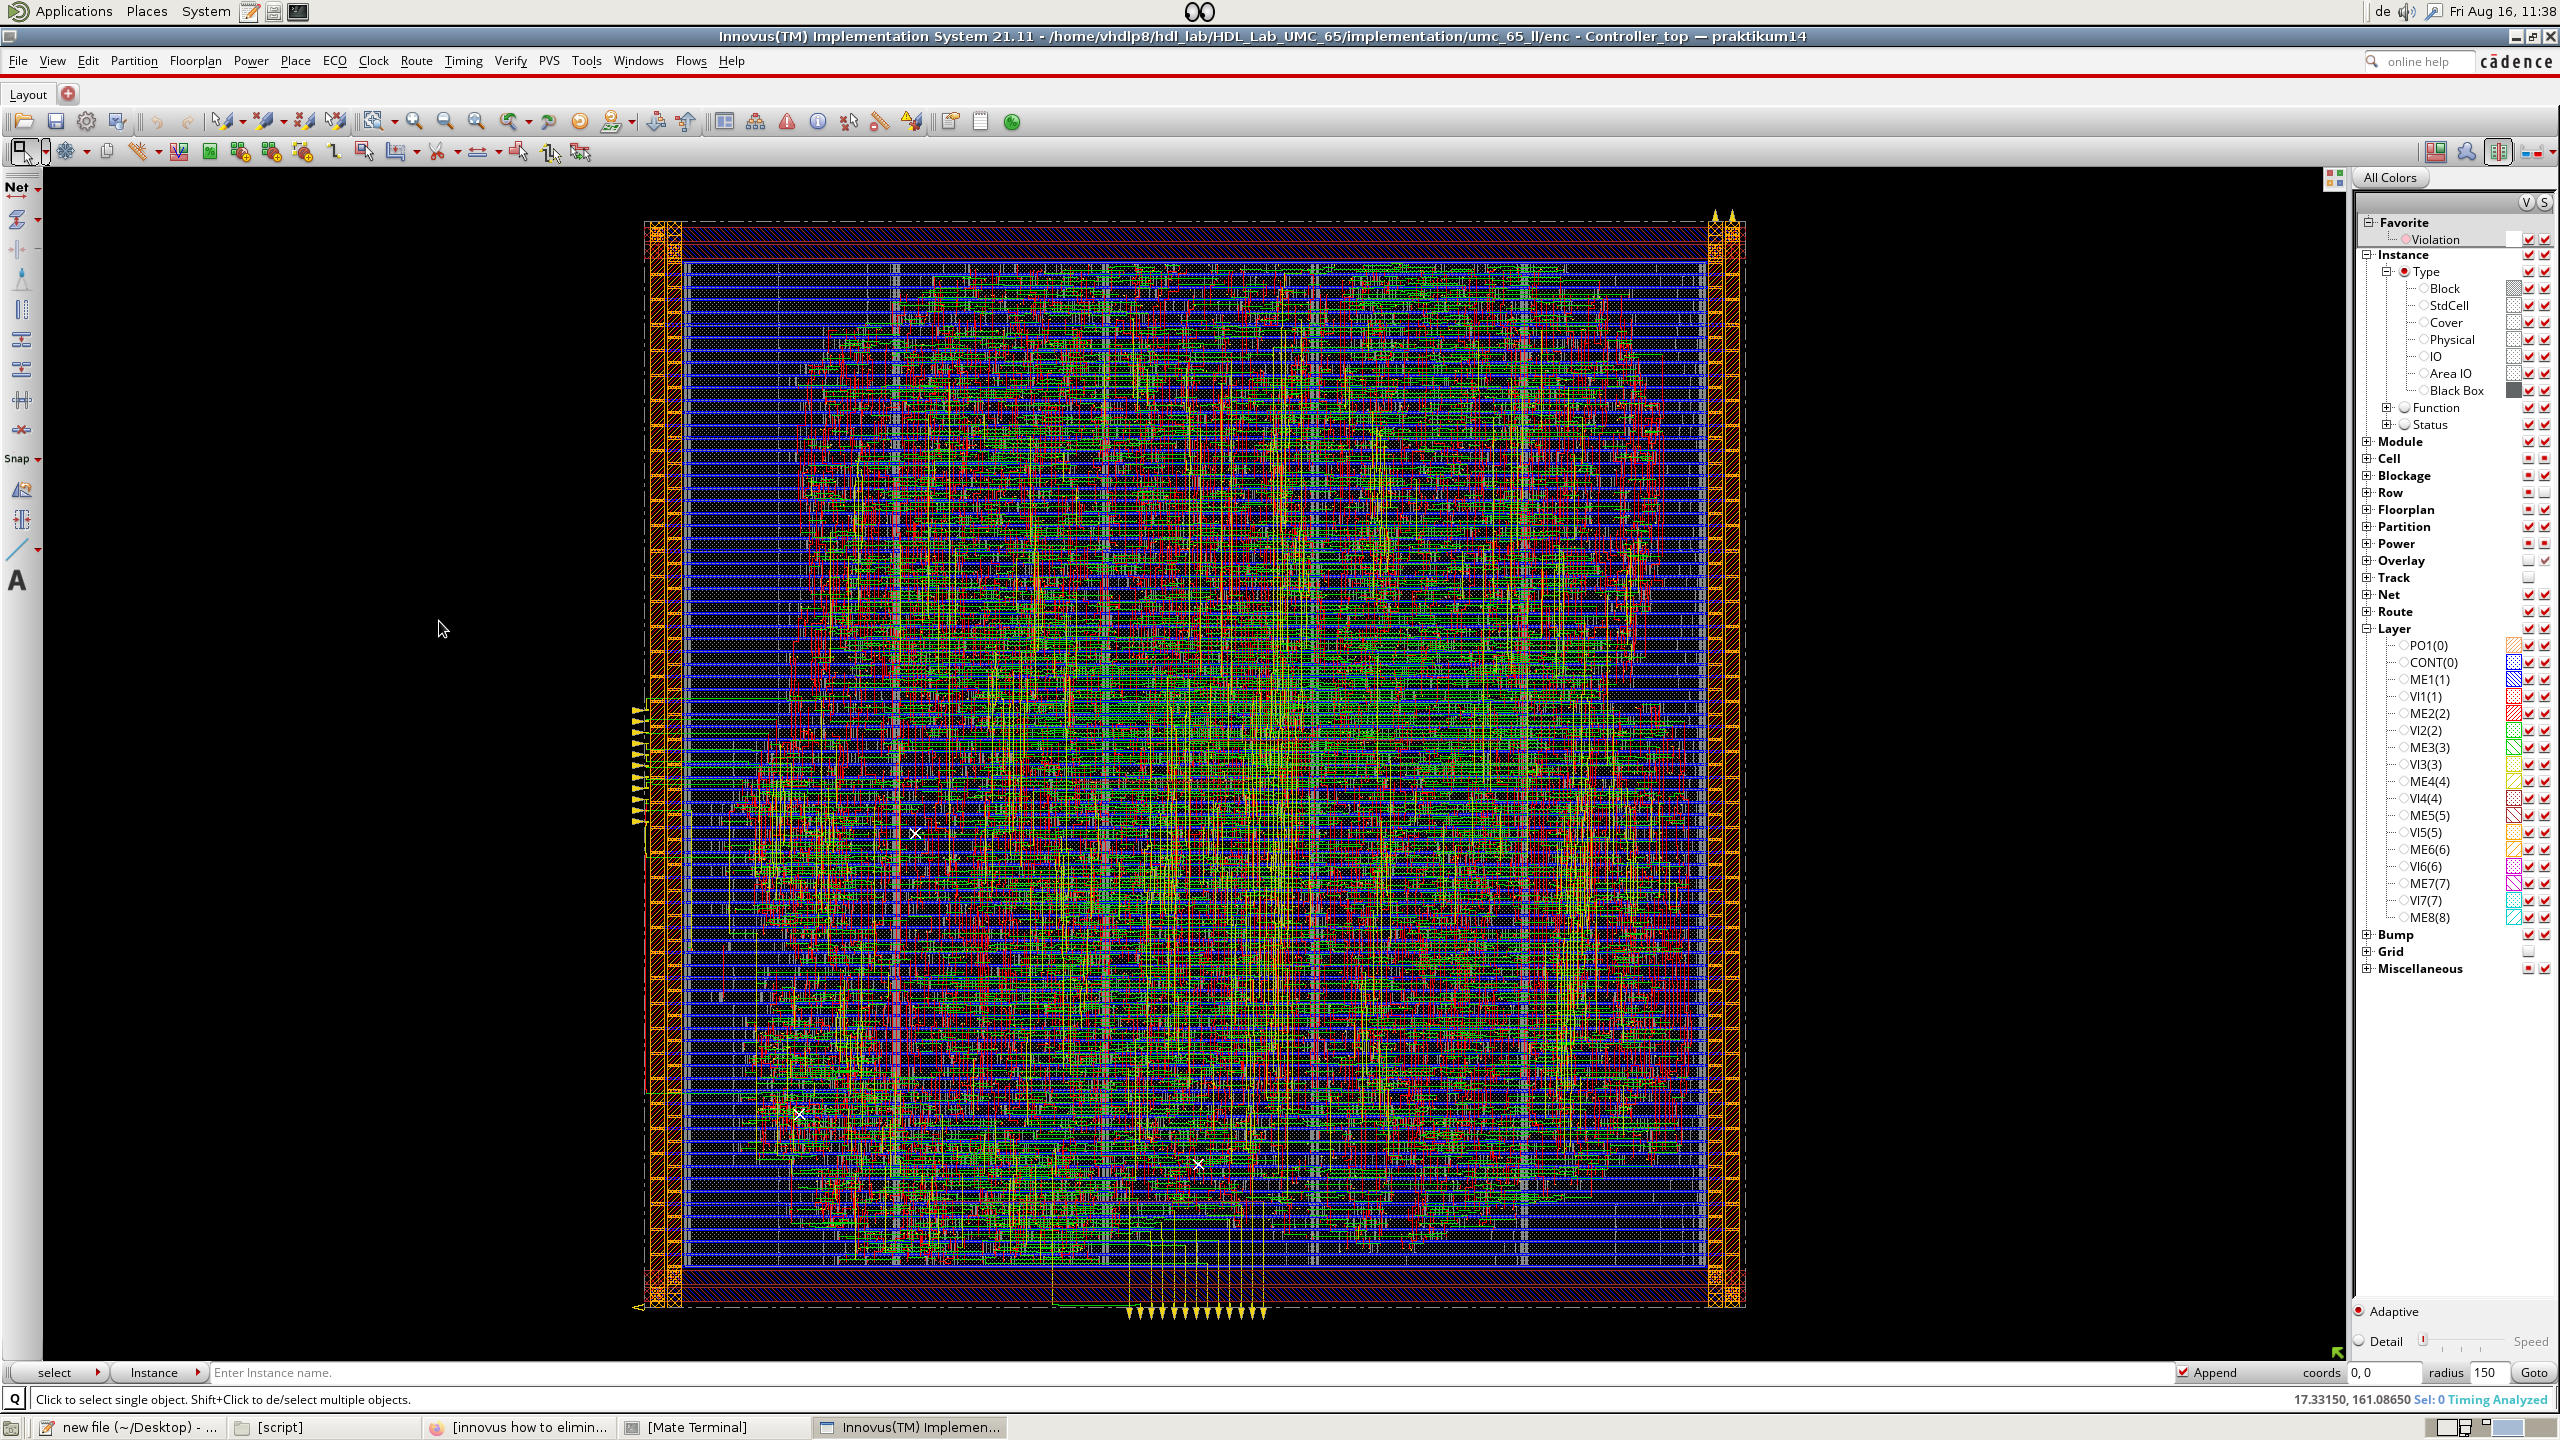 Applications Places System de Fri Aug 16, 11:38
Innovus(TM) Implementation System 21.11 - /home/vhdlp8/hdl_lab/HDL_Lab_UMC_65/implementation/umc_65_ll/enc - Controller_top — praktikum14
File View Edit Partition Floorplan Power Place ECO Clock Route Timing Verify PVS Tools Windows Flows Help online help cādence
Layout
Net
Snap
A
All Colors
V S
Favorite
Violation
Instance
Type
Block
StdCell
Cover
Physical
IO
Area IO
Black Box
Function
Status
Module
Cell
Blockage
Row
Floorplan
Partition
Power
Overlay
Track
Net
Route
Layer
PO1(0)
CONT(0)
ME1(1)
VI1(1)
ME2(2)
VI2(2)
ME3(3)
VI3(3)
ME4(4)
VI4(4)
ME5(5)
VI5(5)
ME6(6)
VI6(6)
ME7(7)
VI7(7)
ME8(8)
Bump
Grid
Miscellaneous
Adaptive
Detail Speed
select Instance Enter Instance name. Append coords 0, 0 radius 150 Goto
Q Click to select single object. Shift+Click to de/select multiple objects. 17.33150, 161.08650 Sel: 0 Timing Analyzed
new file (~/Desktop) - ... [script] [innovus how to elimin... [Mate Terminal] Innovus(TM) Implemen...